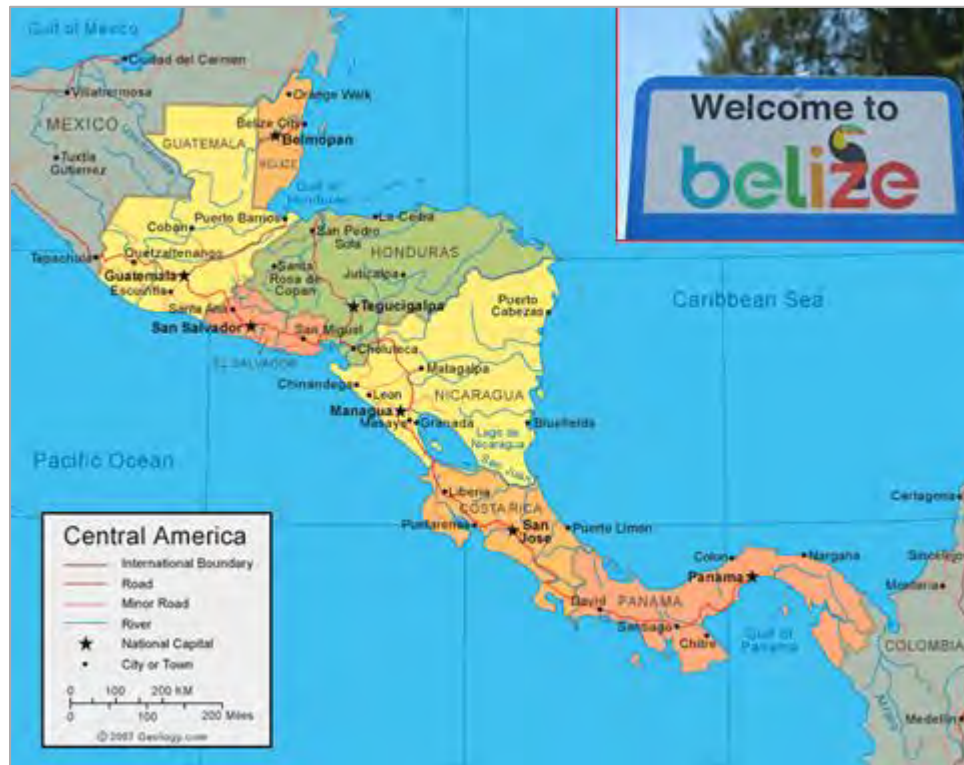 Gulf of Mexico
Welcome to
belize
Ciudad del Carmen
Villahermosa
Orange Walk
MEXICO
Belize City
Belmopan
GUATEMALA
BELIZE
Tuxtla
Gutierrez
Gulf of
Honduras
Puerto Barrios
La Ceiba
Coban
San Pedro
Sula
HONDURAS
Tapachula
Quetzaltenango
Santa
Rosa de
Copan
Juticalpa
Guatemala
Escuintla
Caribbean Sea
Puerto
Cabezas
Santa Ana
Tegucigalpa
San Salvador
San Miguel
EL SALVADOR
Choluteca
Matagalpa
Chinandega
Leon
NICARAGUA
Managua
Masaya
Granada
Bluefields
Lago de
Nicaragua
San Juan
Pacific Ocean
Liberia
COSTA RICA
Cartagena
Puntarenas
San
Jose
Puerto Limon
Colon
Nargana
Sincelejo
Panama
Monteria
David
PANAMA
Santiago
Chitre
Gulf of
Panama
COLOMBIA
Atrato
Medellin
Central America
International Boundary
Road
Minor Road
River
National Capital
City or Town
0 100 200 KM
0 100 200 Miles
© 2007 Geology.com